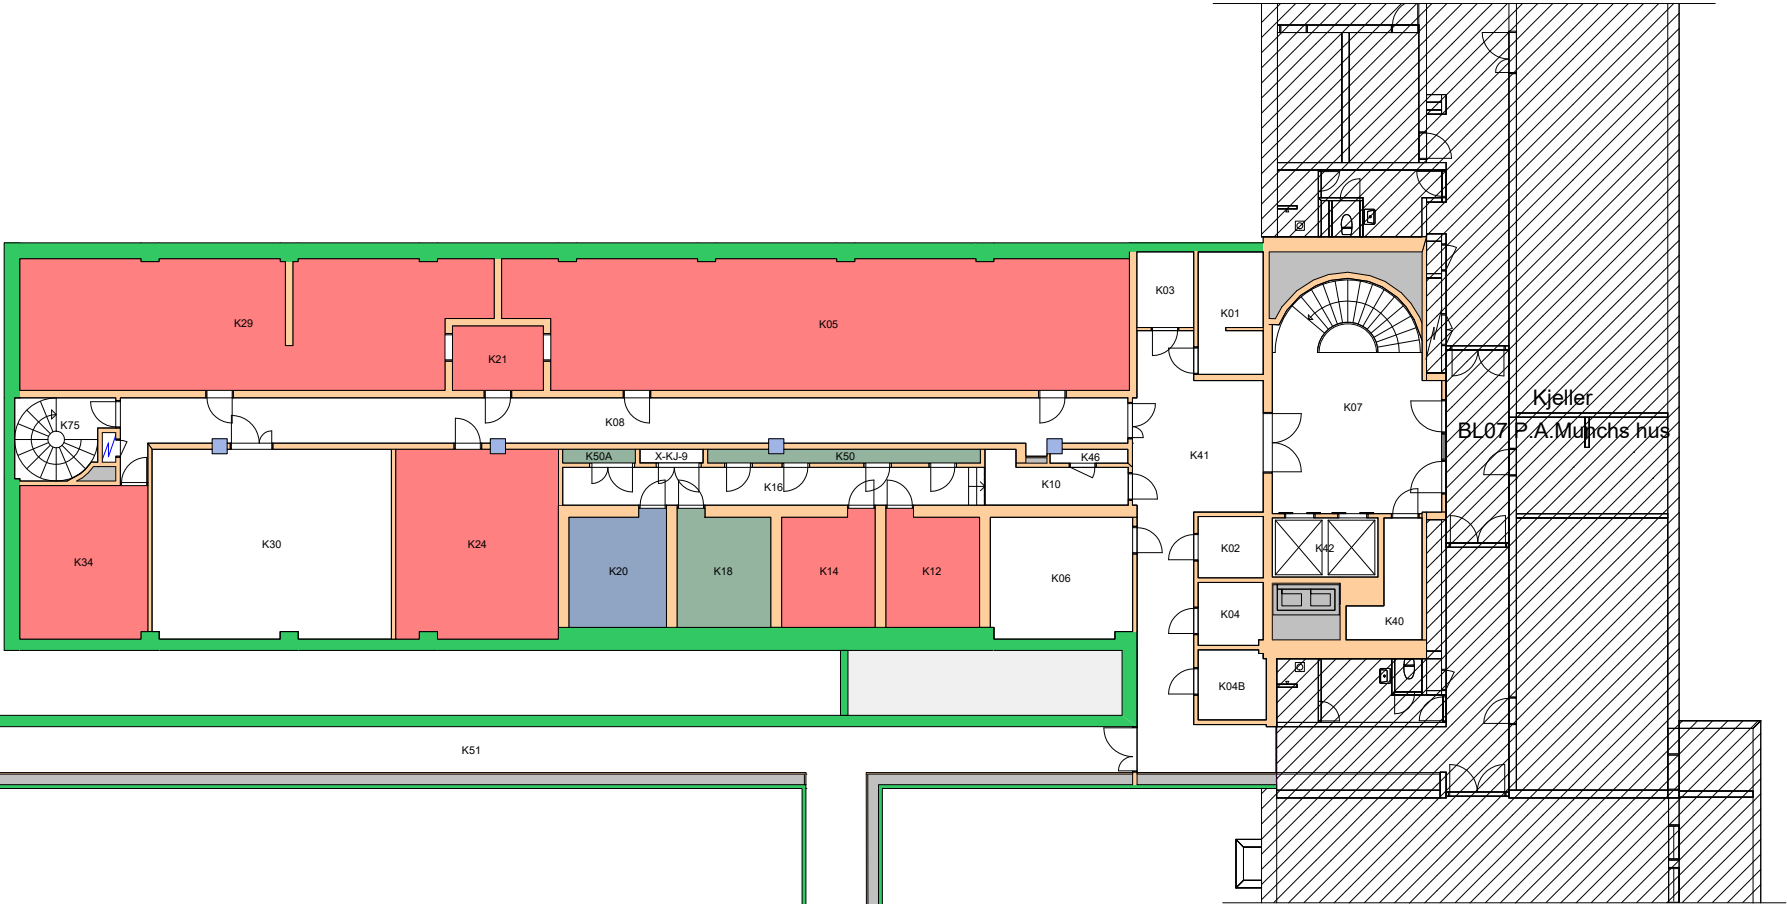 K03
K01
K29
K05
K21
K07
Kjeller
BL07 P.A.Munchs hus
K75
K08
K50A
X-KJ-9
K50
K46
K41
K16
K10
K30
K24
K34
K20
K18
K14
K12
K06
K02
K42
K04
K40
K04B
K51